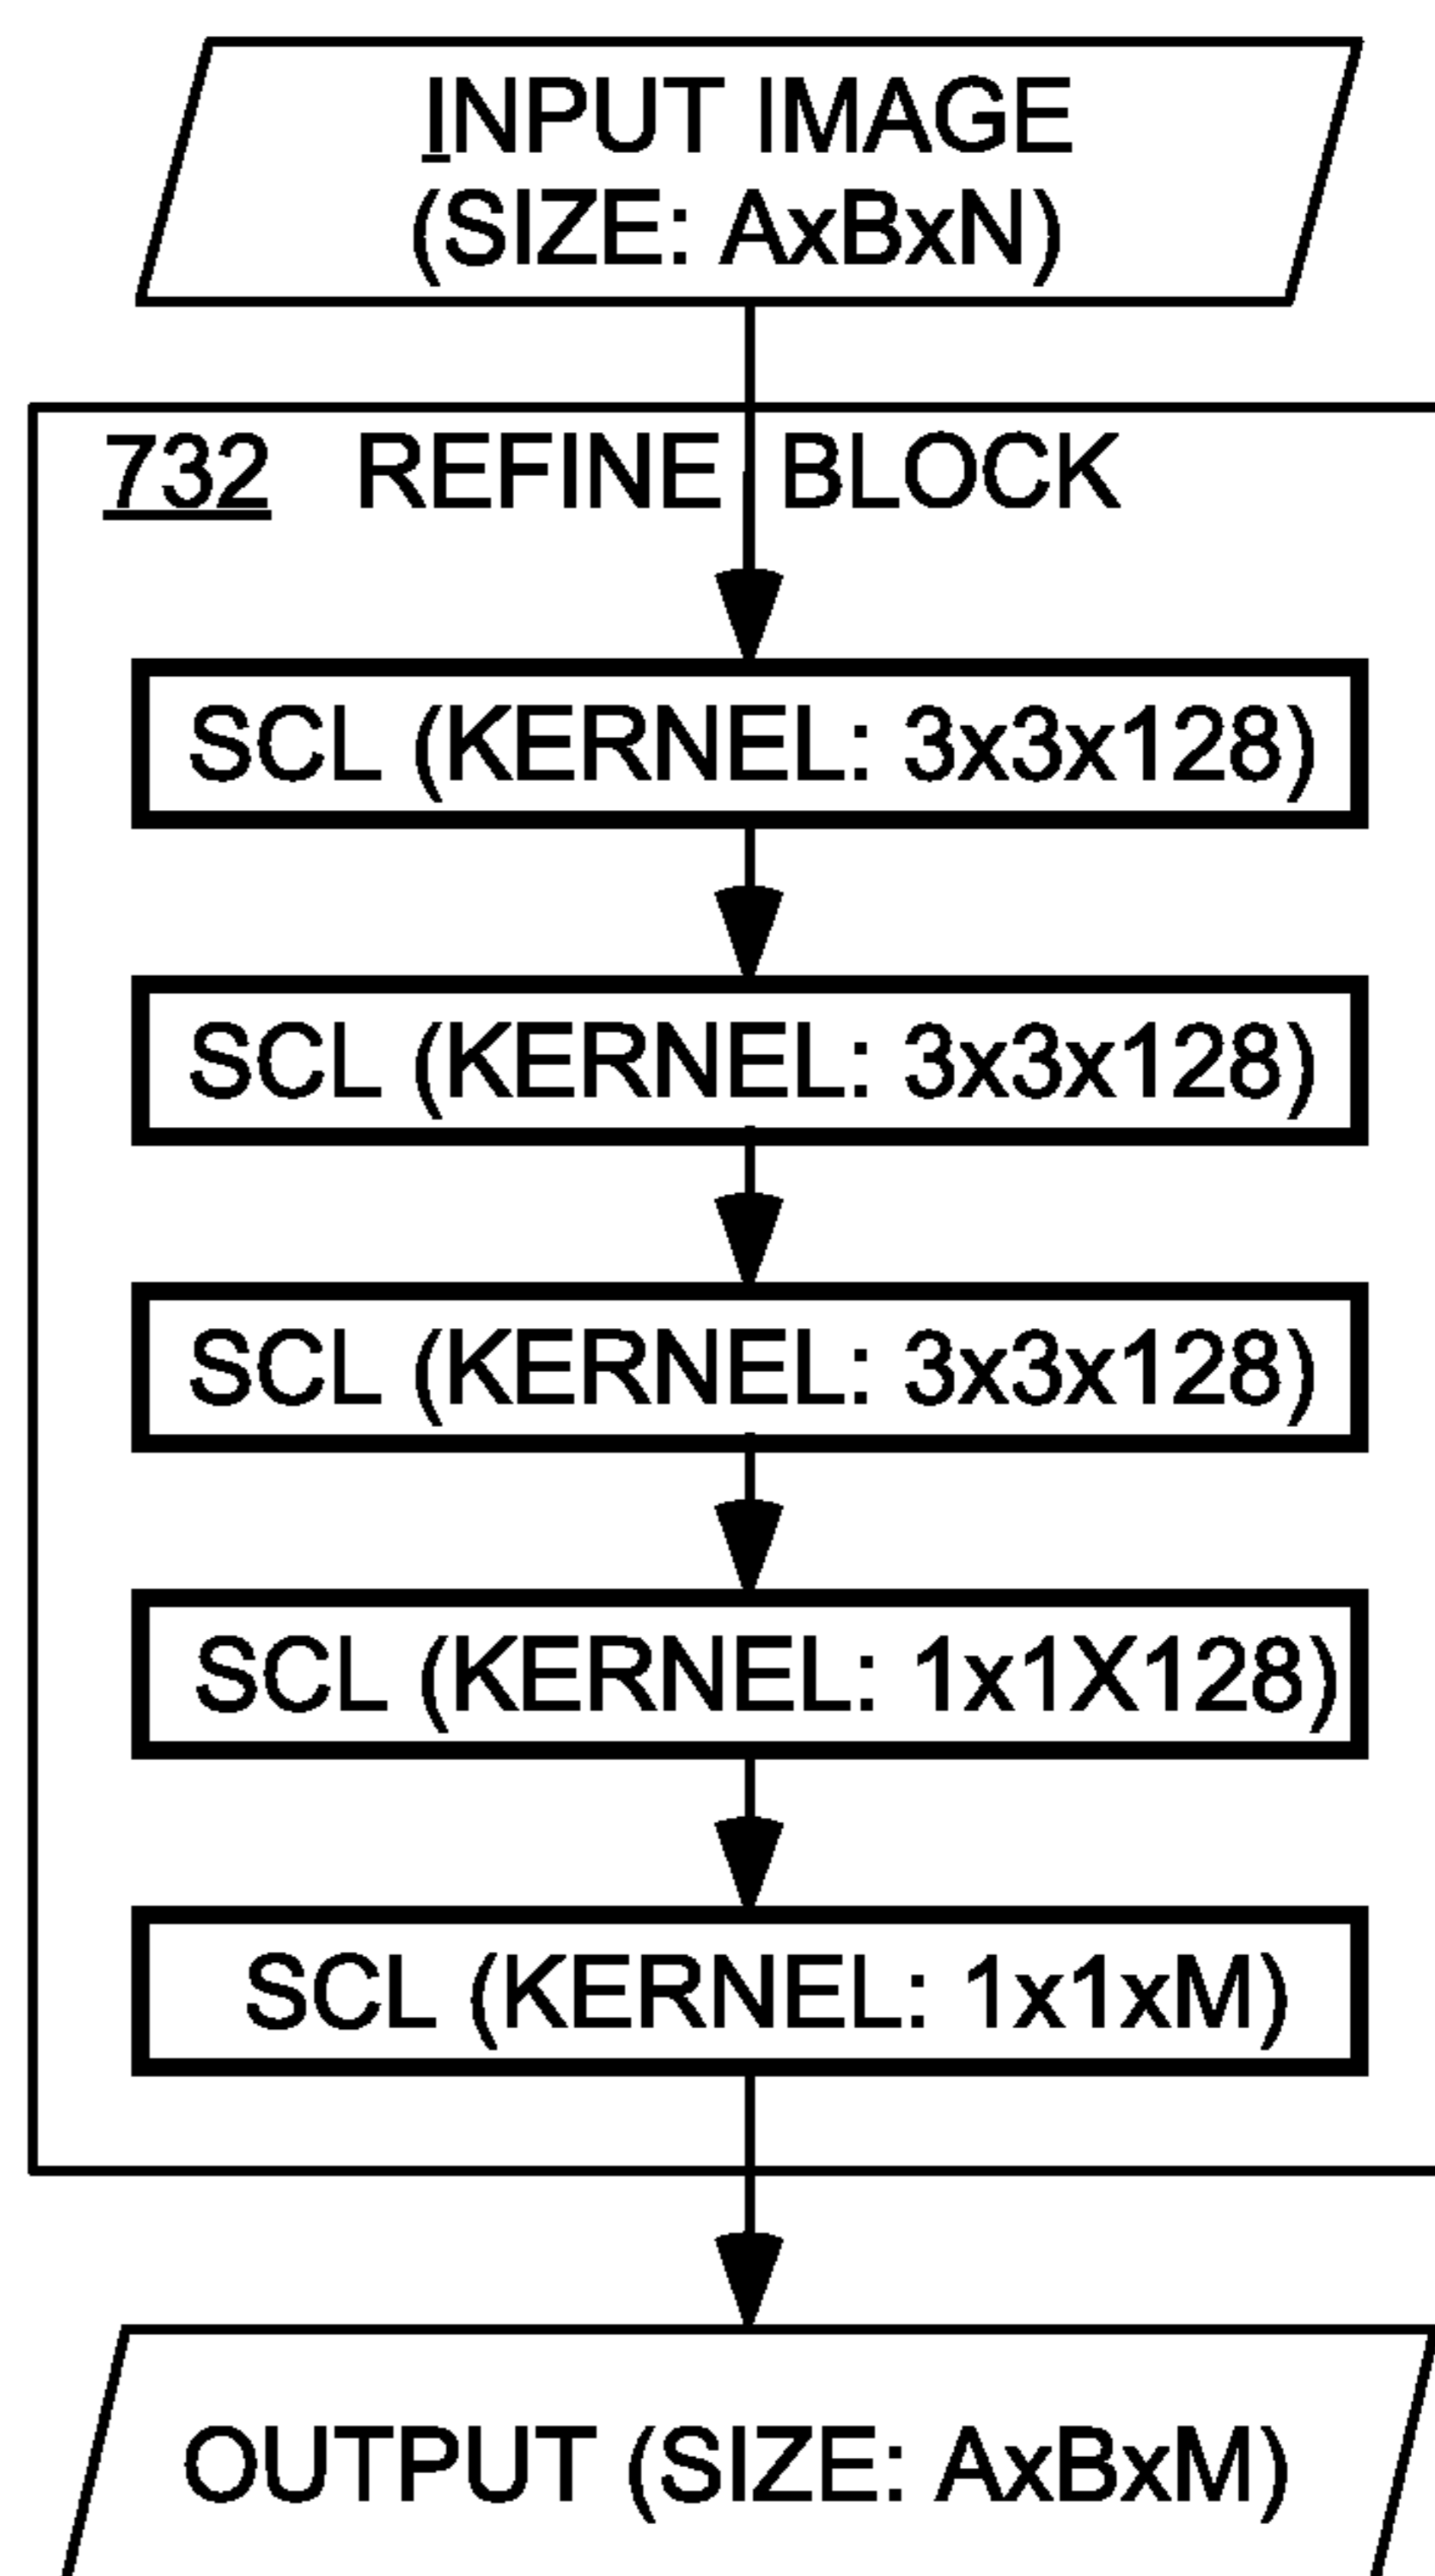 INPUT IMAGE
(SIZE: AxBxN)
732 REFINE BLOCK
SCL (KERNEL: 3x3x128)
SCL (KERNEL: 3x3x128)
SCL (KERNEL: 3x3x128)
SCL (KERNEL: 1x1X128)
SCL (KERNEL: 1x1xM)
OUTPUT (SIZE: AxBxM)